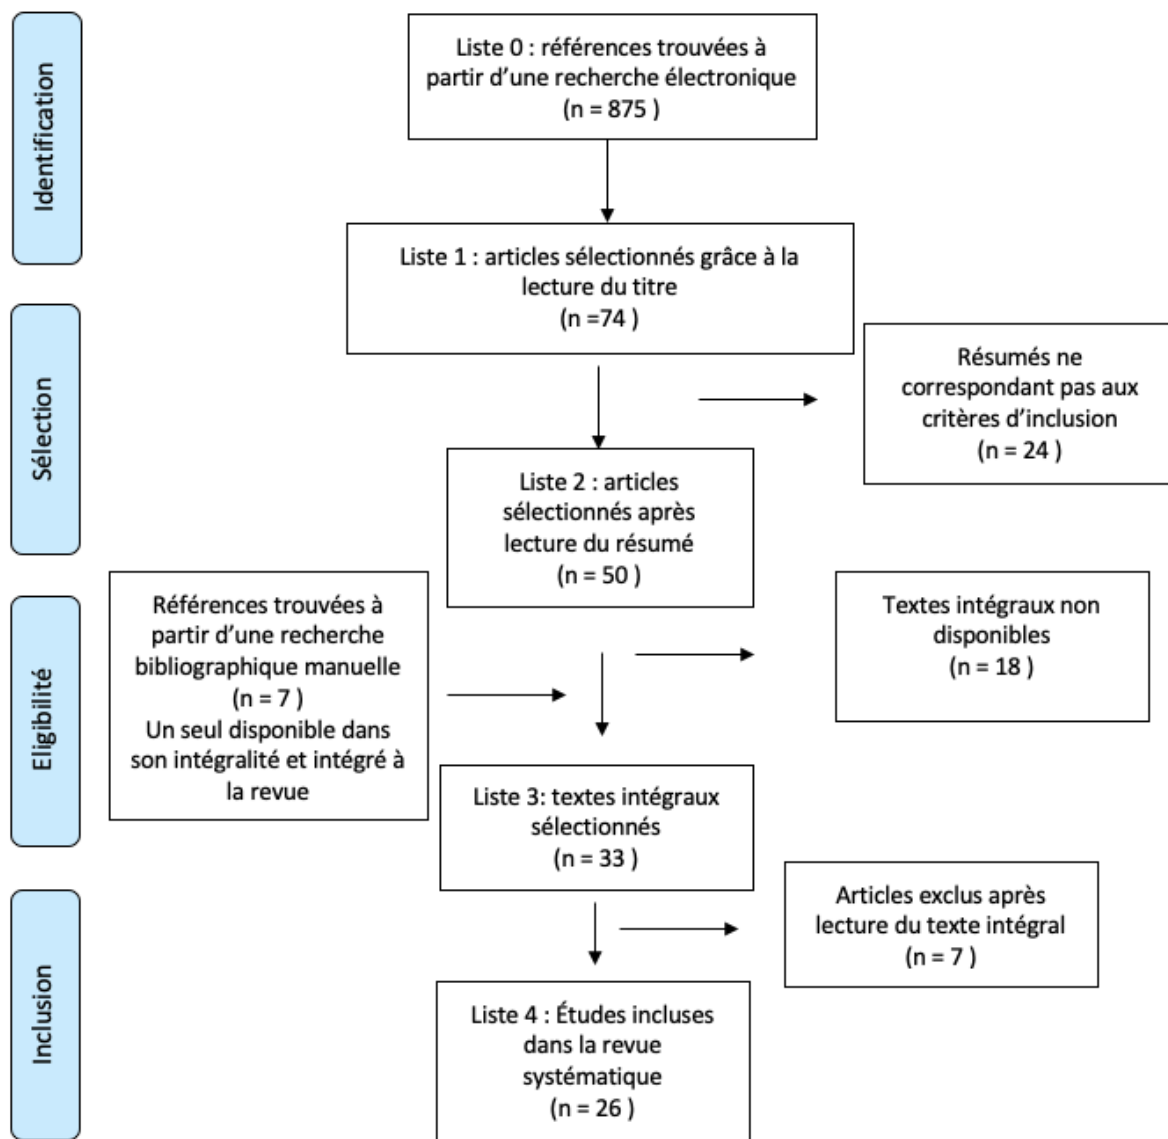 Identification
Liste 0 : références trouvées à
partir d’une recherche électronique
(n = 875 )
Liste 1 : articles sélectionnés grâce à la
lecture du titre
(n =74 )
Sélection
Résumés ne
correspondant pas aux
critères d’inclusion
(n = 24 )
Liste 2 : articles
sélectionnés après
lecture du résumé
(n = 50 )
Eligibilité
Références trouvées à
partir d’une recherche
bibliographique manuelle
(n = 7 )
Un seul disponible dans
son intégralité et intégré à
la revue
Textes intégraux non
disponibles
(n = 18 )
Liste 3: textes intégraux
sélectionnés
(n = 33 )
Inclusion
Articles exclus après
lecture du texte intégral
(n = 7 )
Liste 4 : Études incluses
dans la revue
systématique
(n = 26 )